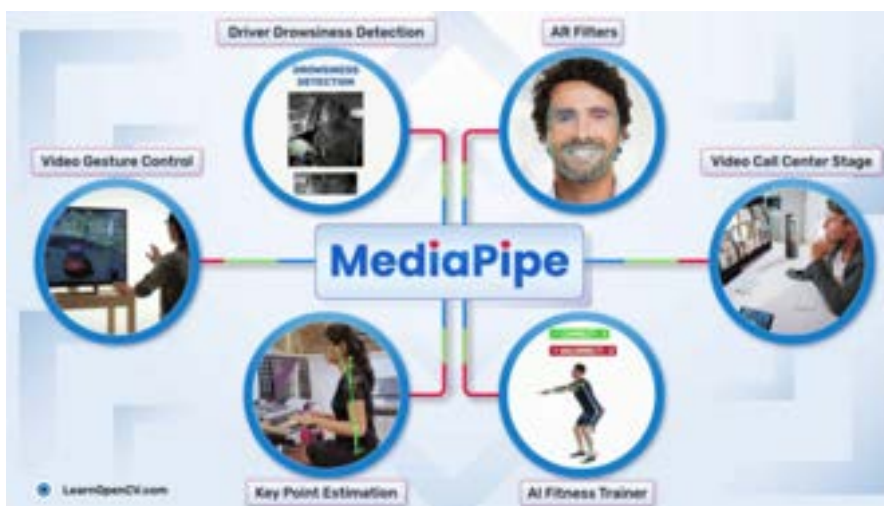 Driver Drowsiness Detection
AR Filters
DROWSINESS
DETECTION
Video Gesture Control
Video Call Center Stage
MediaPipe
Key Point Estimation
AI Fitness Trainer
LearnOpenCV.com